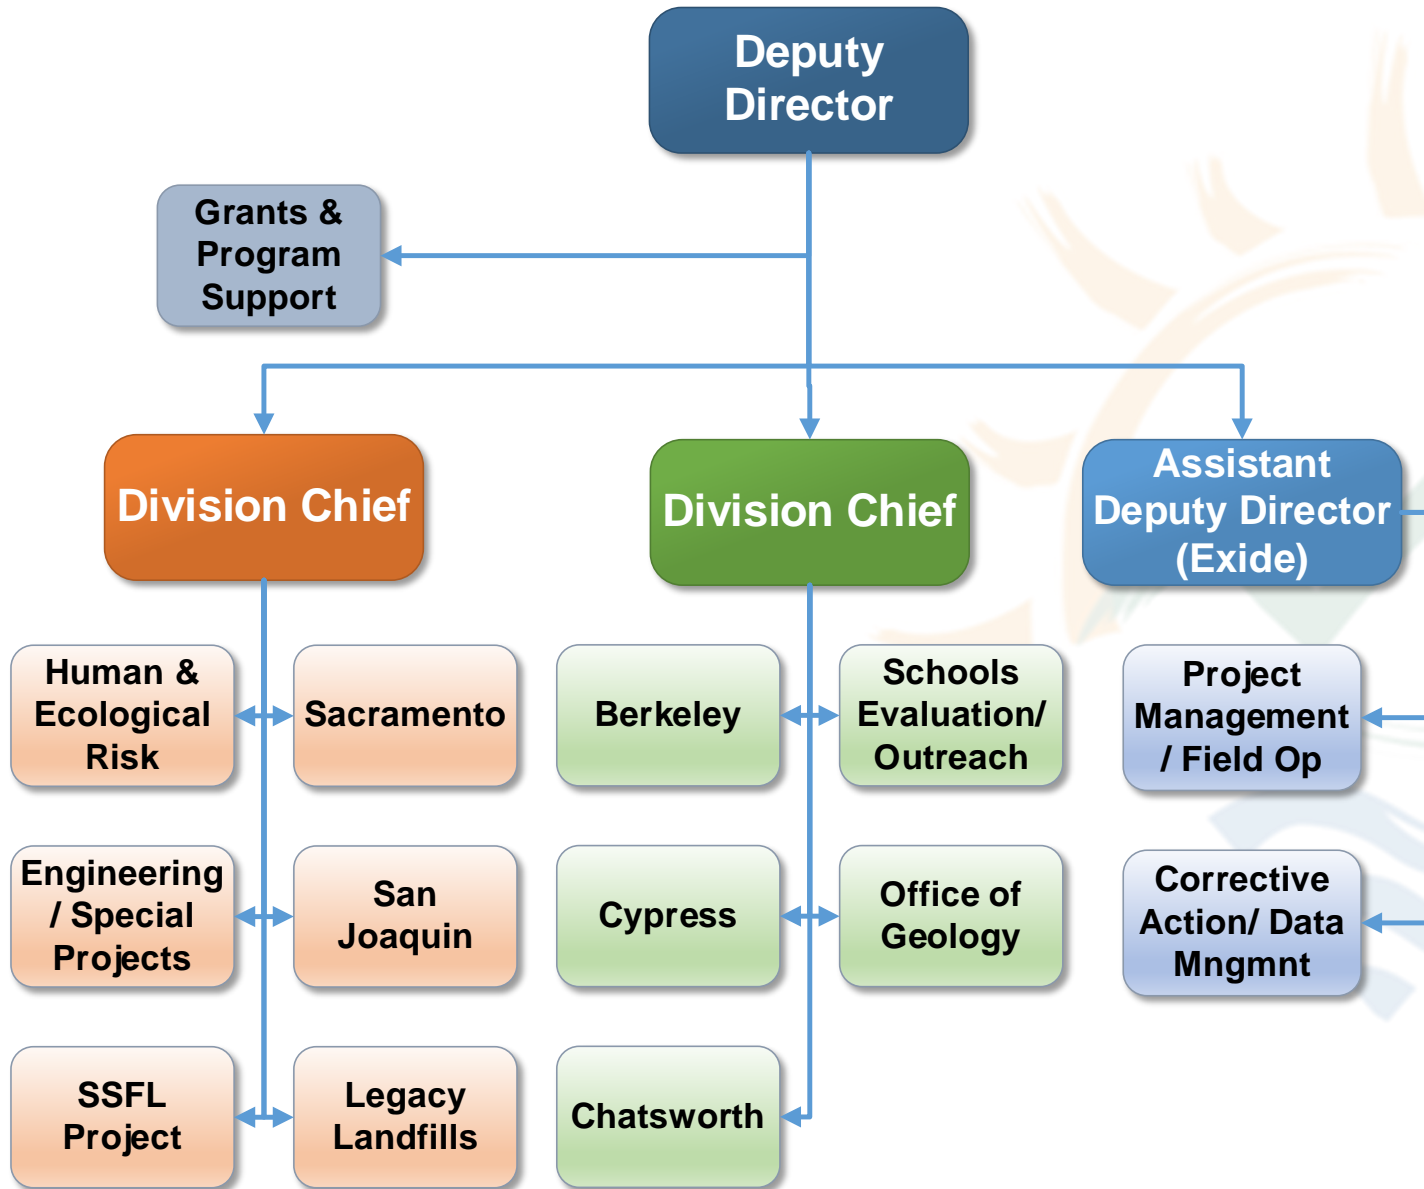 Deputy
Director
Grants &
Program
Support
Division Chief
Division Chief
Assistant
Deputy Director
(Exide)
Human &
Ecological
Risk
Sacramento
Berkeley
Schools
Evaluation/
Outreach
Project
Management
/ Field Op
Engineering
/ Special
Projects
San
Joaquin
Cypress
Office of
Geology
Corrective
Action/ Data
Mngmnt
SSFL
Project
Legacy
Landfills
Chatsworth